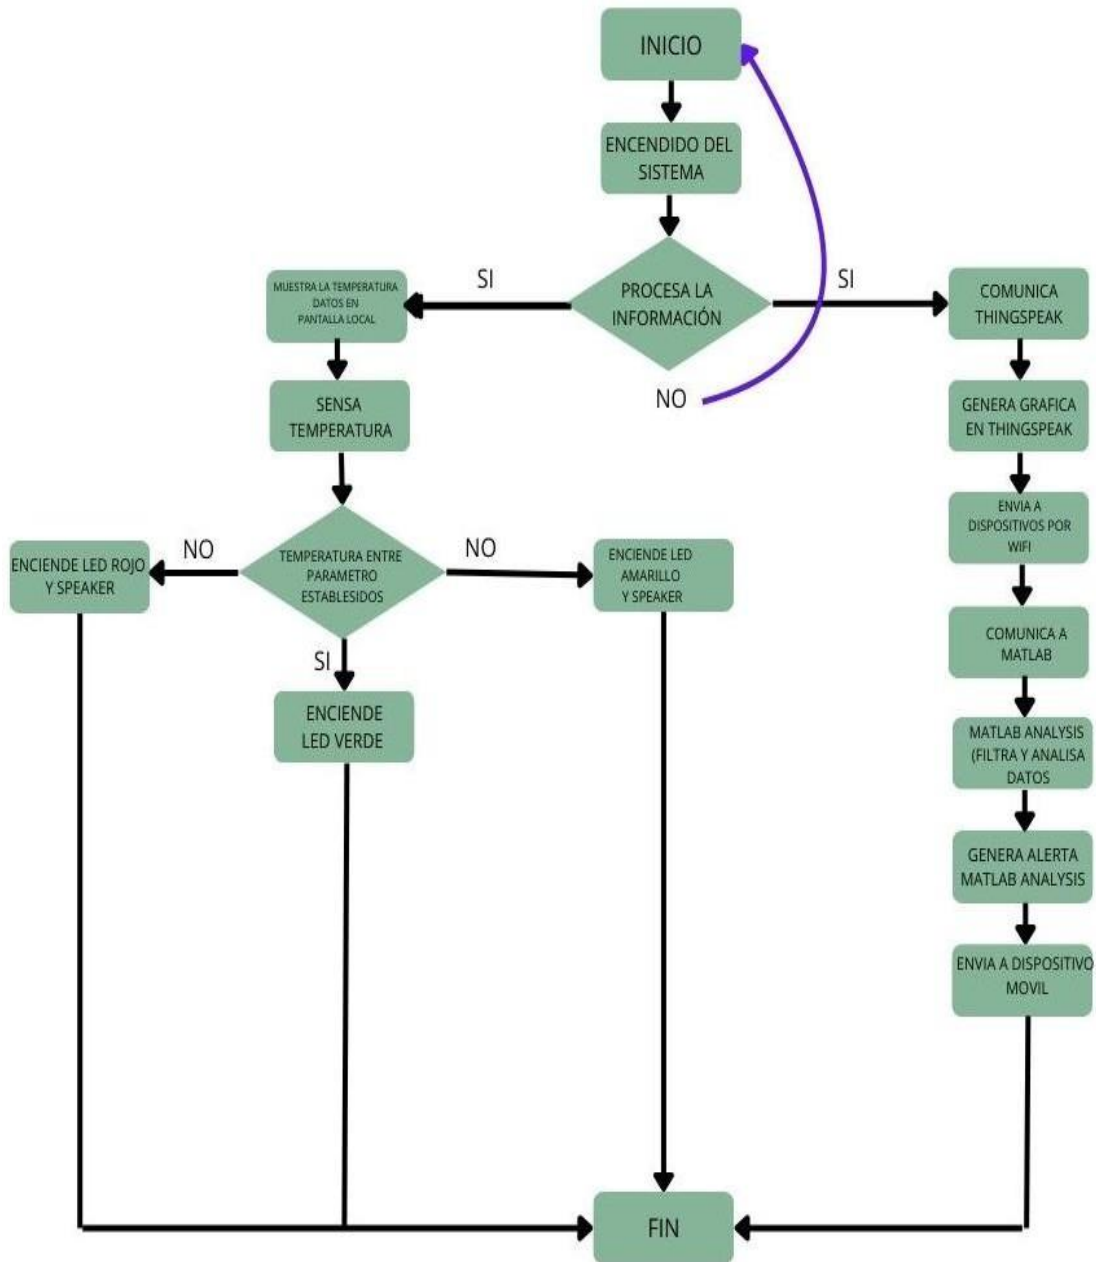 INICIO
ENCENDIDO DEL
SISTEMA
PROCESA LA
INFORMACIÓN
SI
SI
NO
MUESTRA LA TEMPERATURA
DATOS EN
PANTALLA LOCAL
SENSA
TEMPERATURA
TEMPERATURA ENTRE
PARAMETRO
ESTABLESIDOS
NO
NO
SI
ENCIENDE LED ROJO
Y SPEAKER
ENCIENDE LED
AMARILLO
Y SPEAKER
ENCIENDE
LED VERDE
COMUNICA
THINGSPEAK
GENERA GRAFICA
EN THINGSPEAK
ENVIA A
DISPOSITIVOS POR
WIFI
COMUNICA A
MATLAB
MATLAB ANALYSIS
(FILTRA Y ANALISA
DATOS
GENERA ALERTA
MATLAB ANALYSIS
ENVIA A DISPOSITIVO
MOVIL
FIN